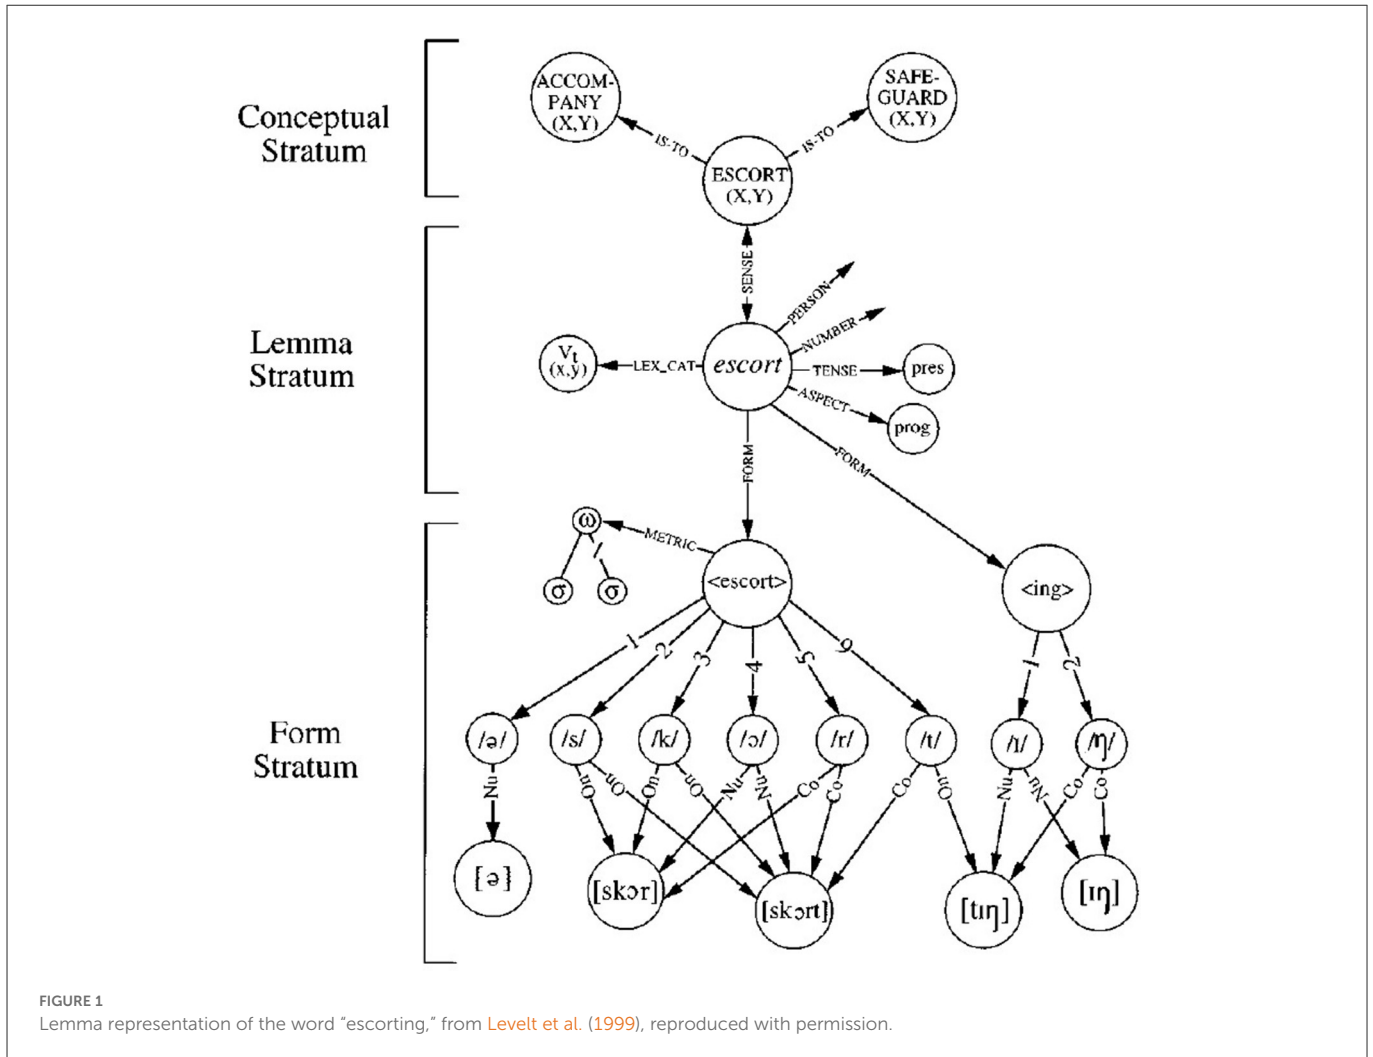 Conceptual
Stratum
ACCOM-
PANY
(X,Y)
SAFE-
GUARD
(X,Y)
IS-TO
IS-TO
ESCORT
(X,Y)
SENSE
Lemma
Stratum
PERSON
NUMBER
Vt
(x,y)
LEX_CAT
escort
TENSE
pres
ASPECT
prog
FORM
FORM
Form
Stratum
ω
METRIC
σ
σ
<escort>
<ing>
1
2
3
4
5
6
1
2
/ə/
/s/
/k/
/ɔ/
/r/
/t/
/ɪ/
/ŋ/
Nu
On
On
On
On
Nu
Nu
Co
Co
Co
On
Nu
Nu
Co
Co
[ə]
[skɔr]
[skɔrt]
[tɪŋ]
[ɪŋ]
FIGURE 1
Lemma representation of the word “escorting,” from Levelt et al. (1999), reproduced with permission.